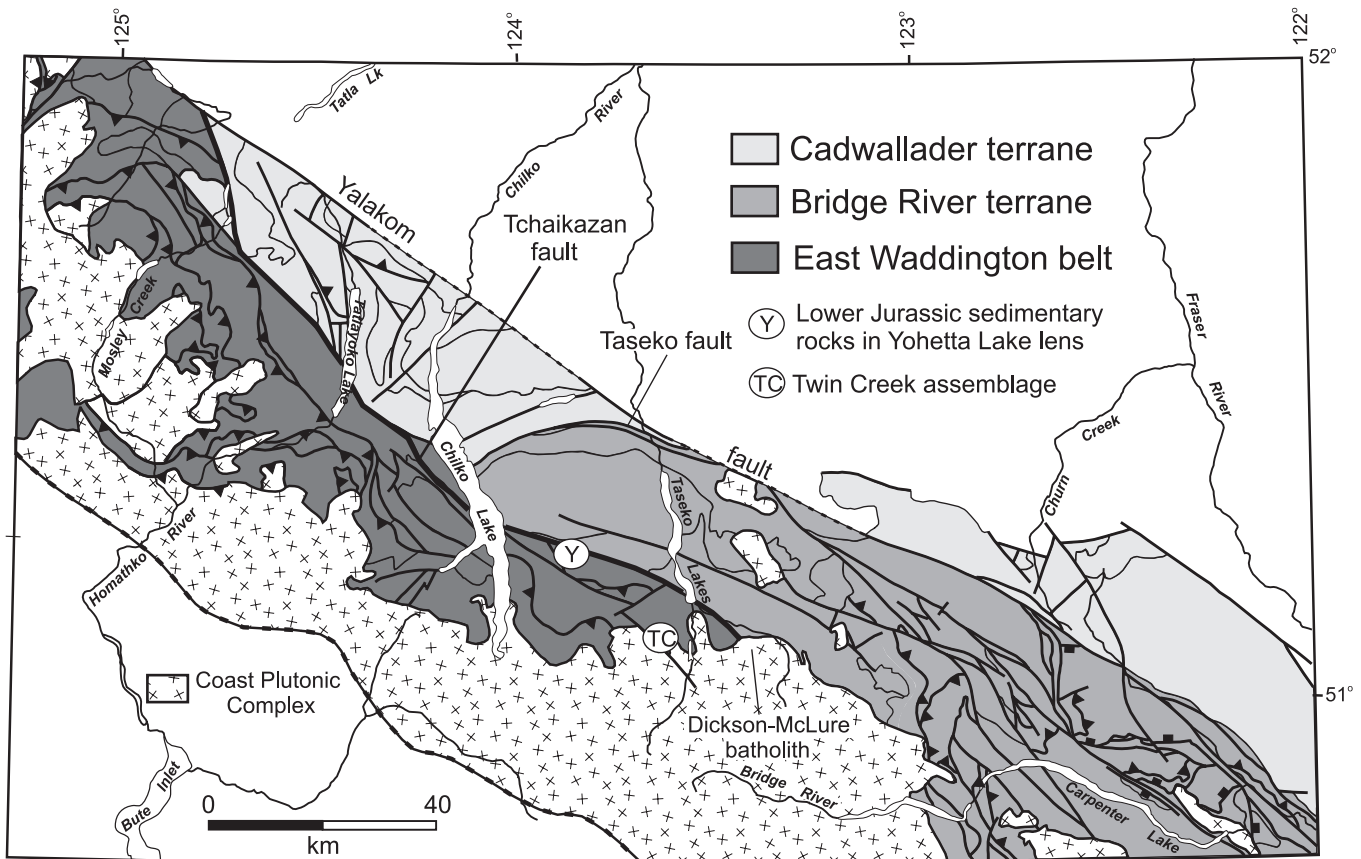 125°
124°
123°
122°
52°
Tatla Lk
Chilko River
Yalakom
Tchaikazan
fault
Cadwallader terrane
Bridge River terrane
East Waddington belt
Y
Lower Jurassic sedimentary
rocks in Yohetta Lake lens
TC
Twin Creek assemblage
Fraser
River
Mosley Creek
Tatlayoko Lake
Taseko fault
Creek
Churn
fault
Chilko
Lake
Taseko
Lakes
Y
TC
Homathko River
51°
Coast Plutonic
Complex
Dickson-McLure
batholith
Bridge River
Carpenter
Lake
Bute Inlet
0
40
km